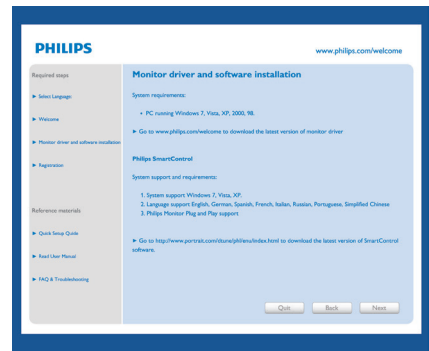 PHILIPS
www.philips.com/welcome
Required steps
► Select Language:
► Welcome
► Monitor driver and software installation
► Registration
Reference materials
► Quick Setup Guide
► Read User Manual
► FAQ & Troubleshooting
Monitor driver and software installation
System requirements:
• PC running Windows 7, Vista, XP, 2000, 98.
► Go to www.philips.com/welcome to download the latest version of monitor driver
Philips SmartControl
System support and requirements:
1. System support Windows 7, Vista, XP.
2. Language support English, German, Spanish, French, Italian, Russian, Portuguese, Simplified Chinese
3. Philips Monitor Plug and Play support
► Go to http://www.portrait.com/dtune/phl/enu/index.html to download the latest version of SmartControl
software.
Quit
Back
Next